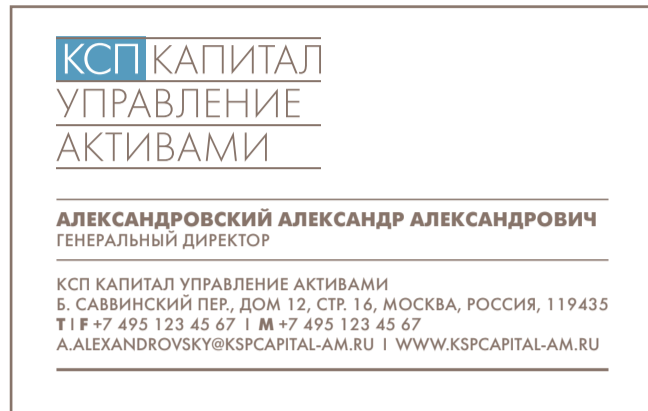 КСП КАПИТАЛ
УПРАВЛЕНИЕ
АКТИВАМИ
АЛЕКСАНДРОВСКИЙ АЛЕКСАНДР АЛЕКСАНДРОВИЧ
ГЕНЕРАЛЬНЫЙ ДИРЕКТОР
КСП КАПИТАЛ УПРАВЛЕНИЕ АКТИВАМИ
Б. САВВИНСКИЙ ПЕР., ДОМ 12, СТР. 16, МОСКВА, РОССИЯ, 119435
T | F +7 495 123 45 67 | M +7 495 123 45 67
A.ALEXANDROVSKY@KSPCAPITAL-AM.RU | WWW.KSPCAPITAL-AM.RU